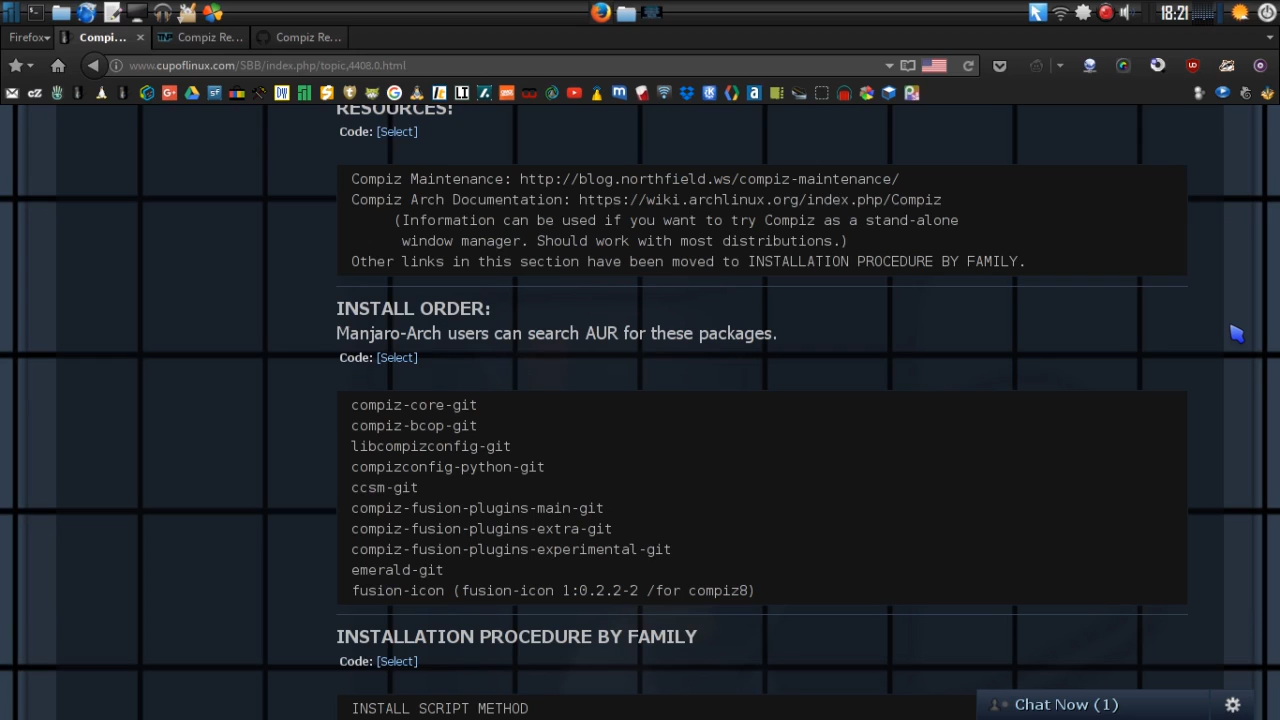 18:21
Firefox
Compi...
Compiz Re...
Compiz Re...
www.cupoflinux.com/SBB/index.php/topic,4408.0.html
RESOURCES:
Code: [Select]
Compiz Maintenance: http://blog.northfield.ws/compiz-maintenance/
Compiz Arch Documentation: https://wiki.archlinux.org/index.php/Compiz
(Information can be used if you want to try Compiz as a stand-alone
window manager. Should work with most distributions.)
Other links in this section have been moved to INSTALLATION PROCEDURE BY FAMILY.
INSTALL ORDER:
Manjaro-Arch users can search AUR for these packages.
Code: [Select]
compiz-core-git
compiz-bcop-git
libcompizconfig-git
compizconfig-python-git
ccsm-git
compiz-fusion-plugins-main-git
compiz-fusion-plugins-extra-git
compiz-fusion-plugins-experimental-git
emerald-git
fusion-icon (fusion-icon 1:0.2.2-2 /for compiz8)
INSTALLATION PROCEDURE BY FAMILY
Code: [Select]
INSTALL SCRIPT METHOD
Chat Now (1)